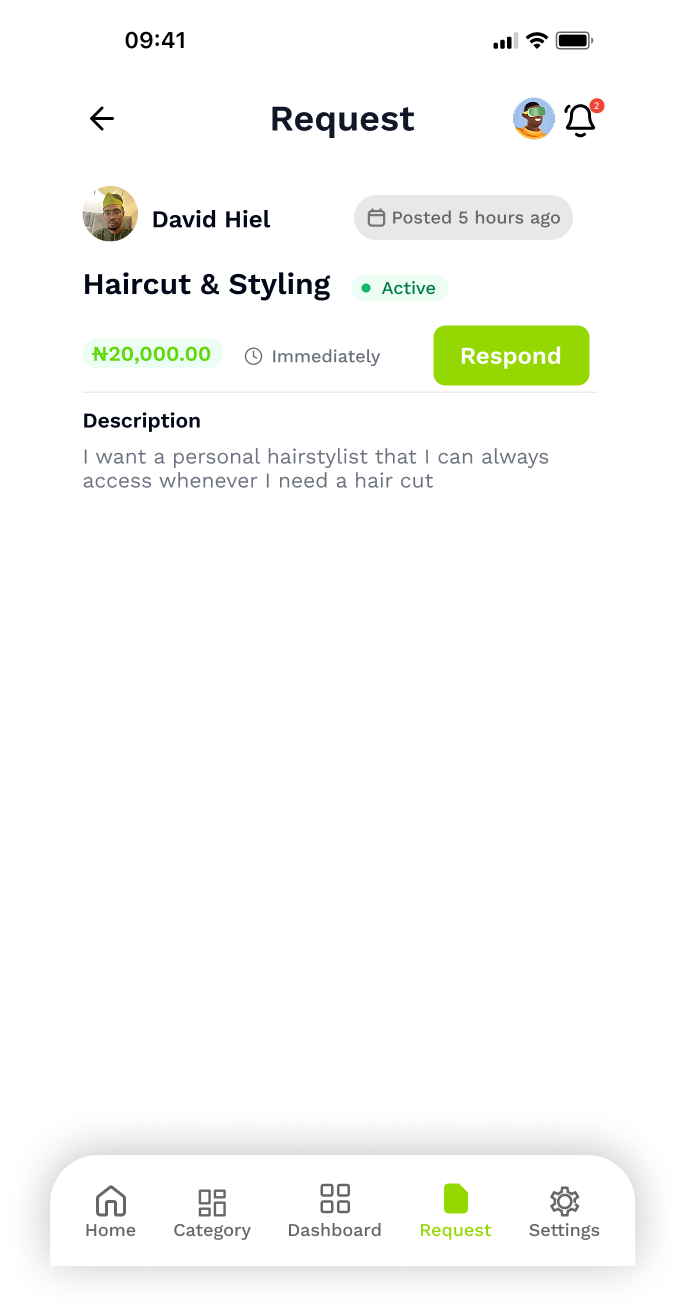 09:41
Request
2
David Hiel
Posted 5 hours ago
Haircut & Styling
Active
₦20,000.00
Immediately
Respond
Description
I want a personal hairstylist that I can always
access whenever I need a hair cut
Home
Category
Dashboard
Request
Settings